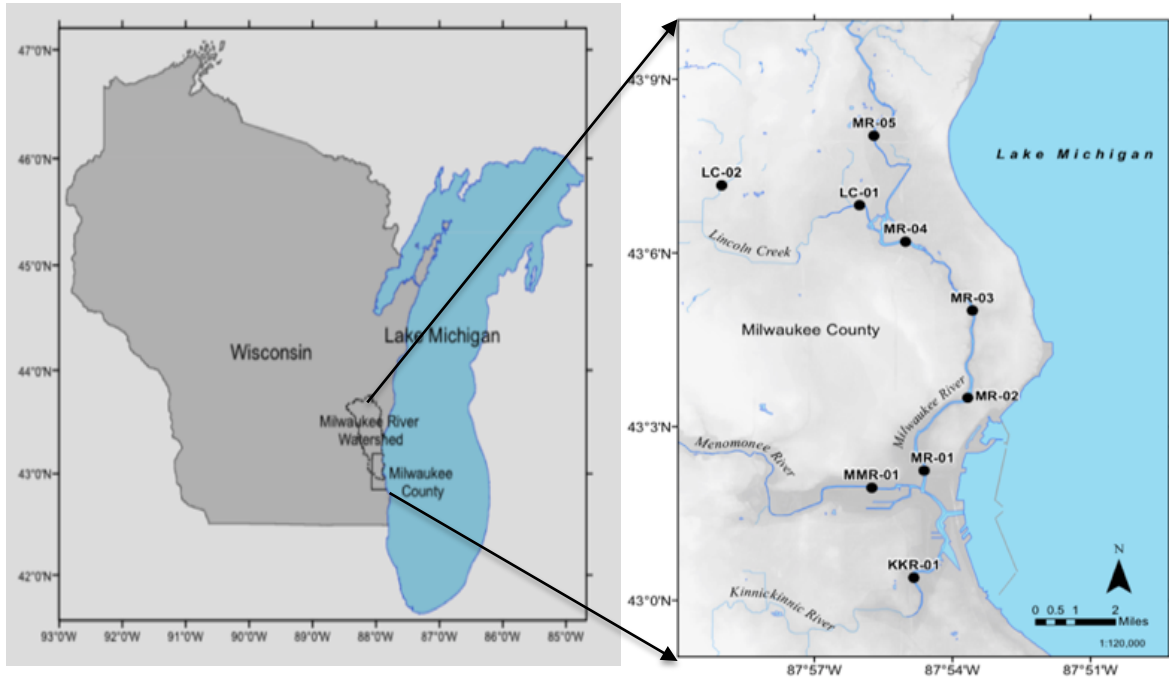 47°0'N
46°0'N
45°0'N
44°0'N
43°0'N
42°0'N
93°W
92°0'W
91°0'W
90°0'W
89°0'W
88°0'W
87°0'W
86°0'W
85°0'W
Wisconsin
Lake Michigan
Milwaukee River
Watershed
Milwaukee
County
43°9'N
43°6'N
43°3'N
43°0'N
87°57'W
87°54'W
87°51'W
MR-05
Lake Michigan
LC-02
LC-01
MR-04
Lincoln Creek
MR-03
Milwaukee County
MR-02
Milwaukee River
Menomonee River
MR-01
MMR-01
KKR-01
Kinnickinnic River
N
0 0.5 1 2
Miles
1:120,000